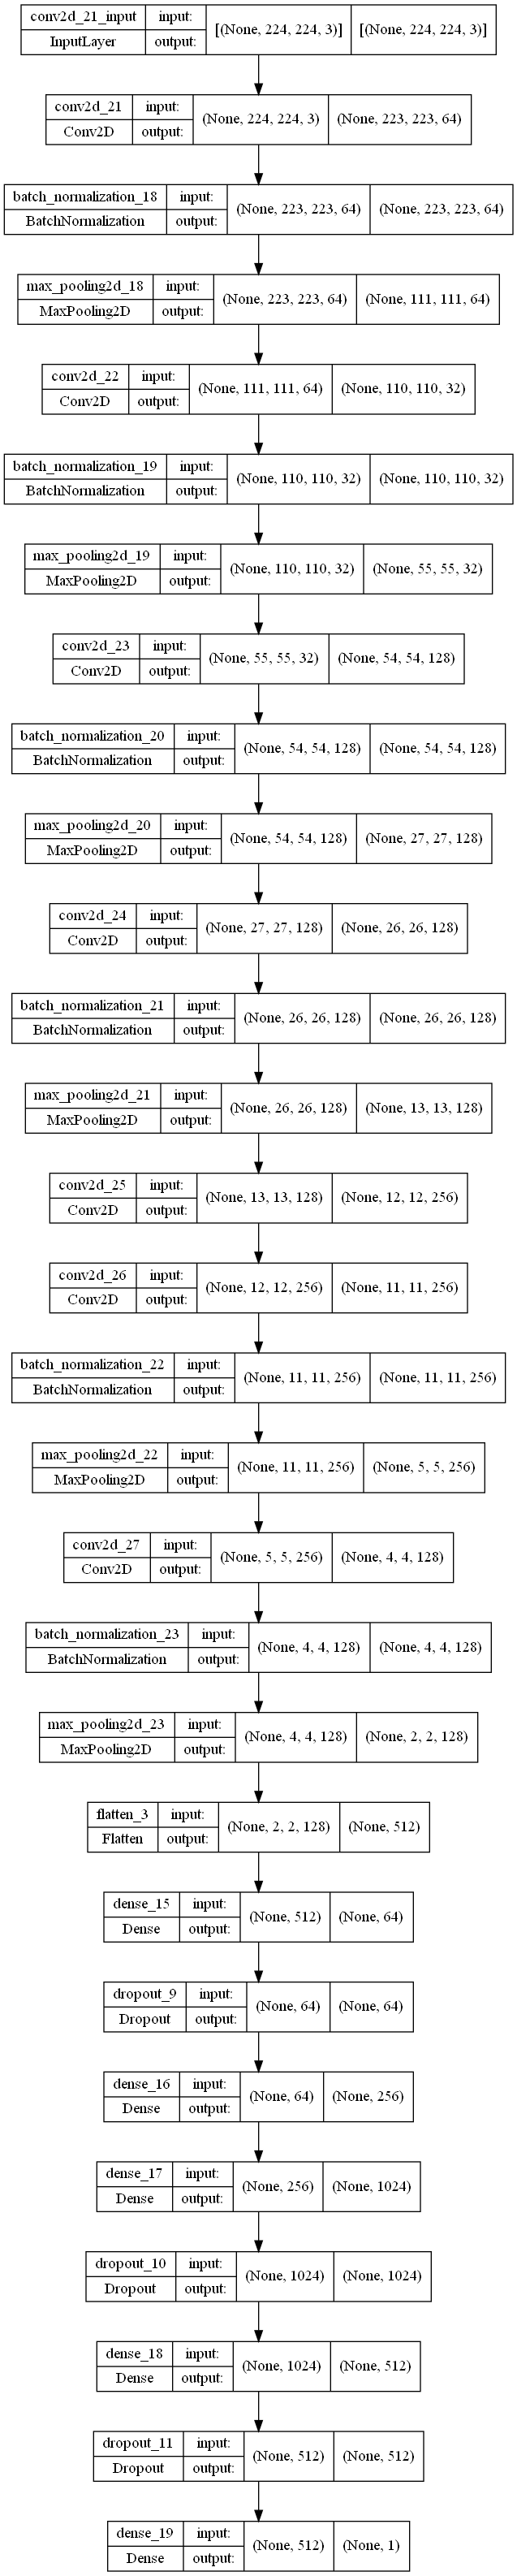 conv2d_21_input input: [(None, 224, 224, 3)] [(None, 224, 224, 3)]
InputLayer output:
conv2d_21 input: (None, 224, 224, 3) (None, 223, 223, 64)
Conv2D output:
batch_normalization_18 input: (None, 223, 223, 64) (None, 223, 223, 64)
BatchNormalization output:
max_pooling2d_18 input: (None, 223, 223, 64) (None, 111, 111, 64)
MaxPooling2D output:
conv2d_22 input: (None, 111, 111, 64) (None, 110, 110, 32)
Conv2D output:
batch_normalization_19 input: (None, 110, 110, 32) (None, 110, 110, 32)
BatchNormalization output:
max_pooling2d_19 input: (None, 110, 110, 32) (None, 55, 55, 32)
MaxPooling2D output:
conv2d_23 input: (None, 55, 55, 32) (None, 54, 54, 128)
Conv2D output:
batch_normalization_20 input: (None, 54, 54, 128) (None, 54, 54, 128)
BatchNormalization output:
max_pooling2d_20 input: (None, 54, 54, 128) (None, 27, 27, 128)
MaxPooling2D output:
conv2d_24 input: (None, 27, 27, 128) (None, 26, 26, 128)
Conv2D output:
batch_normalization_21 input: (None, 26, 26, 128) (None, 26, 26, 128)
BatchNormalization output:
max_pooling2d_21 input: (None, 26, 26, 128) (None, 13, 13, 128)
MaxPooling2D output:
conv2d_25 input: (None, 13, 13, 128) (None, 12, 12, 256)
Conv2D output:
conv2d_26 input: (None, 12, 12, 256) (None, 11, 11, 256)
Conv2D output:
batch_normalization_22 input: (None, 11, 11, 256) (None, 11, 11, 256)
BatchNormalization output:
max_pooling2d_22 input: (None, 11, 11, 256) (None, 5, 5, 256)
MaxPooling2D output:
conv2d_27 input: (None, 5, 5, 256) (None, 4, 4, 128)
Conv2D output:
batch_normalization_23 input: (None, 4, 4, 128) (None, 4, 4, 128)
BatchNormalization output:
max_pooling2d_23 input: (None, 4, 4, 128) (None, 2, 2, 128)
MaxPooling2D output:
flatten_3 input: (None, 2, 2, 128) (None, 512)
Flatten output:
dense_15 input: (None, 512) (None, 64)
Dense output:
dropout_9 input: (None, 64) (None, 64)
Dropout output:
dense_16 input: (None, 64) (None, 256)
Dense output:
dense_17 input: (None, 256) (None, 1024)
Dense output:
dropout_10 input: (None, 1024) (None, 1024)
Dropout output:
dense_18 input: (None, 1024) (None, 512)
Dense output:
dropout_11 input: (None, 512) (None, 512)
Dropout output:
dense_19 input: (None, 512) (None, 1)
Dense output: